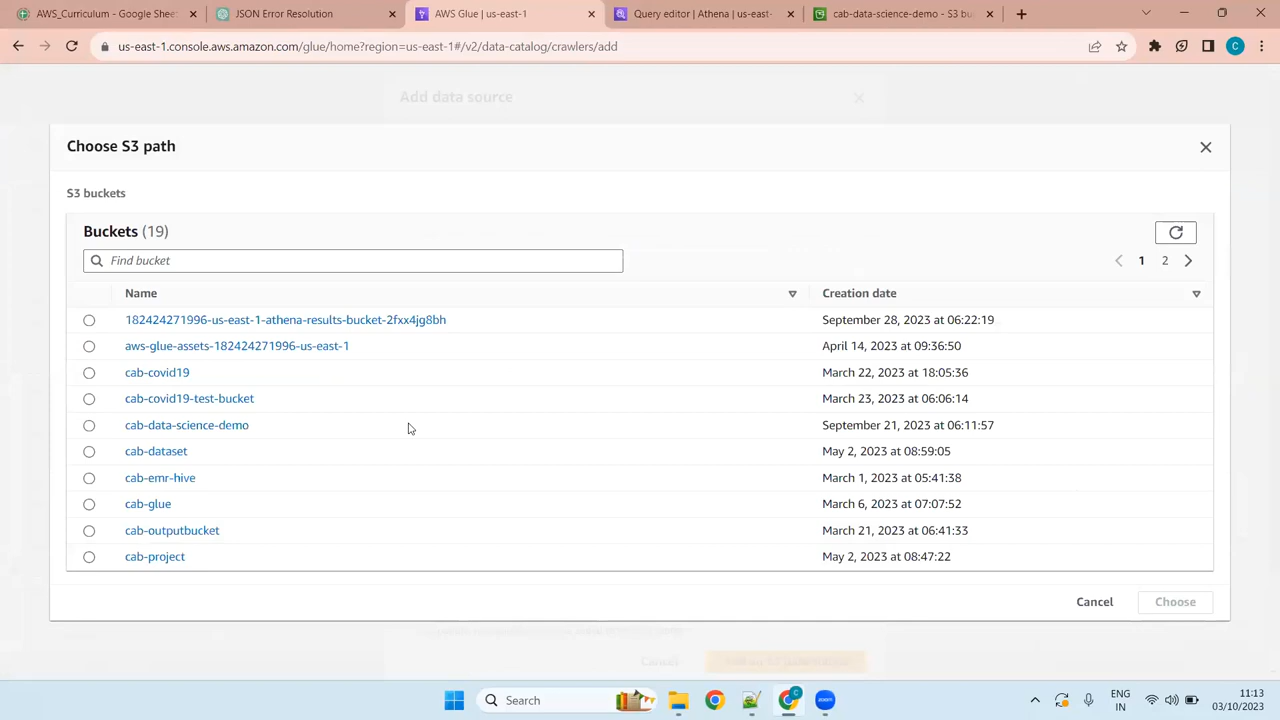 AWS_Curriculum - Google Sheet
JSON Error Resolution
AWS Glue | us-east-1
Query editor | Athena | us-east-
cab-data-science-demo - S3 bu
us-east-1.console.aws.amazon.com/glue/home?region=us-east-1#/v2/data-catalog/crawlers/add
C
Add data source
Choose S3 path
S3 buckets
Buckets (19)
Find bucket
1 2
Name Creation date
182424271996-us-east-1-athena-results-bucket-2fxx4jg8bh September 28, 2023 at 06:22:19
aws-glue-assets-182424271996-us-east-1 April 14, 2023 at 09:36:50
cab-covid19 March 22, 2023 at 18:05:36
cab-covid19-test-bucket March 23, 2023 at 06:06:14
cab-data-science-demo September 21, 2023 at 06:11:57
cab-dataset May 2, 2023 at 08:59:05
cab-emr-hive March 1, 2023 at 05:41:38
cab-glue March 6, 2023 at 07:07:52
cab-outputbucket March 21, 2023 at 06:41:33
cab-project May 2, 2023 at 08:47:22
Cancel Choose
Cancel
Search
C
zoom
ENG
IN
11:13
03/10/2023